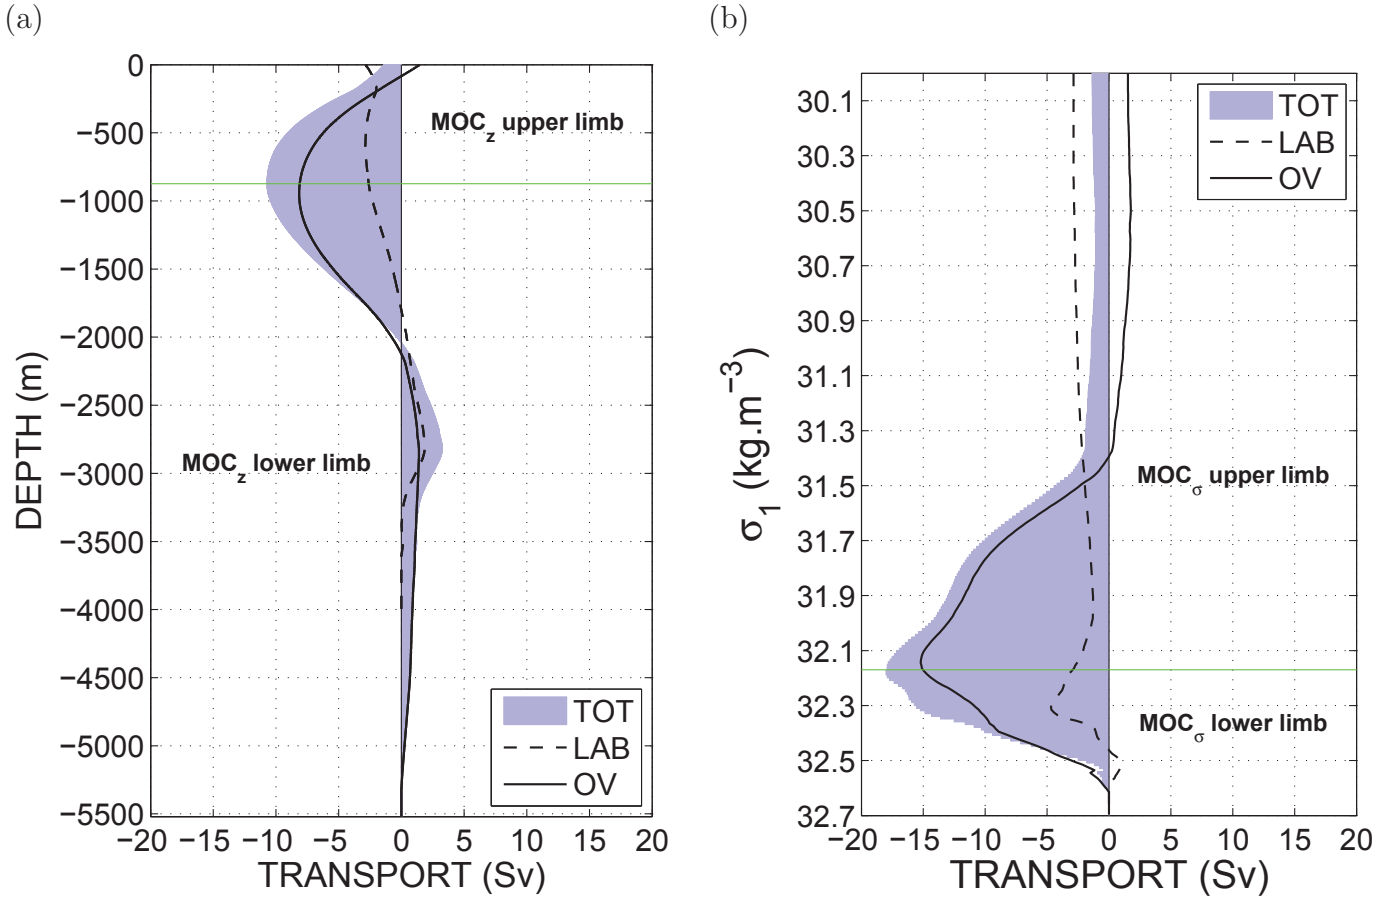 (a)
0
−500
−1000
−1500
−2000
−2500
−3000
−3500
−4000
−4500
−5000
−5500
DEPTH (m)
MOC_z upper limb
MOC_z lower limb
TOT
LAB
OV
−20 −15 −10 −5 0 5 10 15 20
TRANSPORT (Sv)
(b)
30.1
30.3
30.5
30.7
30.9
31.1
31.3
31.5
31.7
31.9
32.1
32.3
32.5
32.7
σ₁ (kg.m⁻³)
TOT
LAB
OV
MOC_σ upper limb
MOC_σ lower limb
−20 −15 −10 −5 0 5 10 15 20
TRANSPORT (Sv)